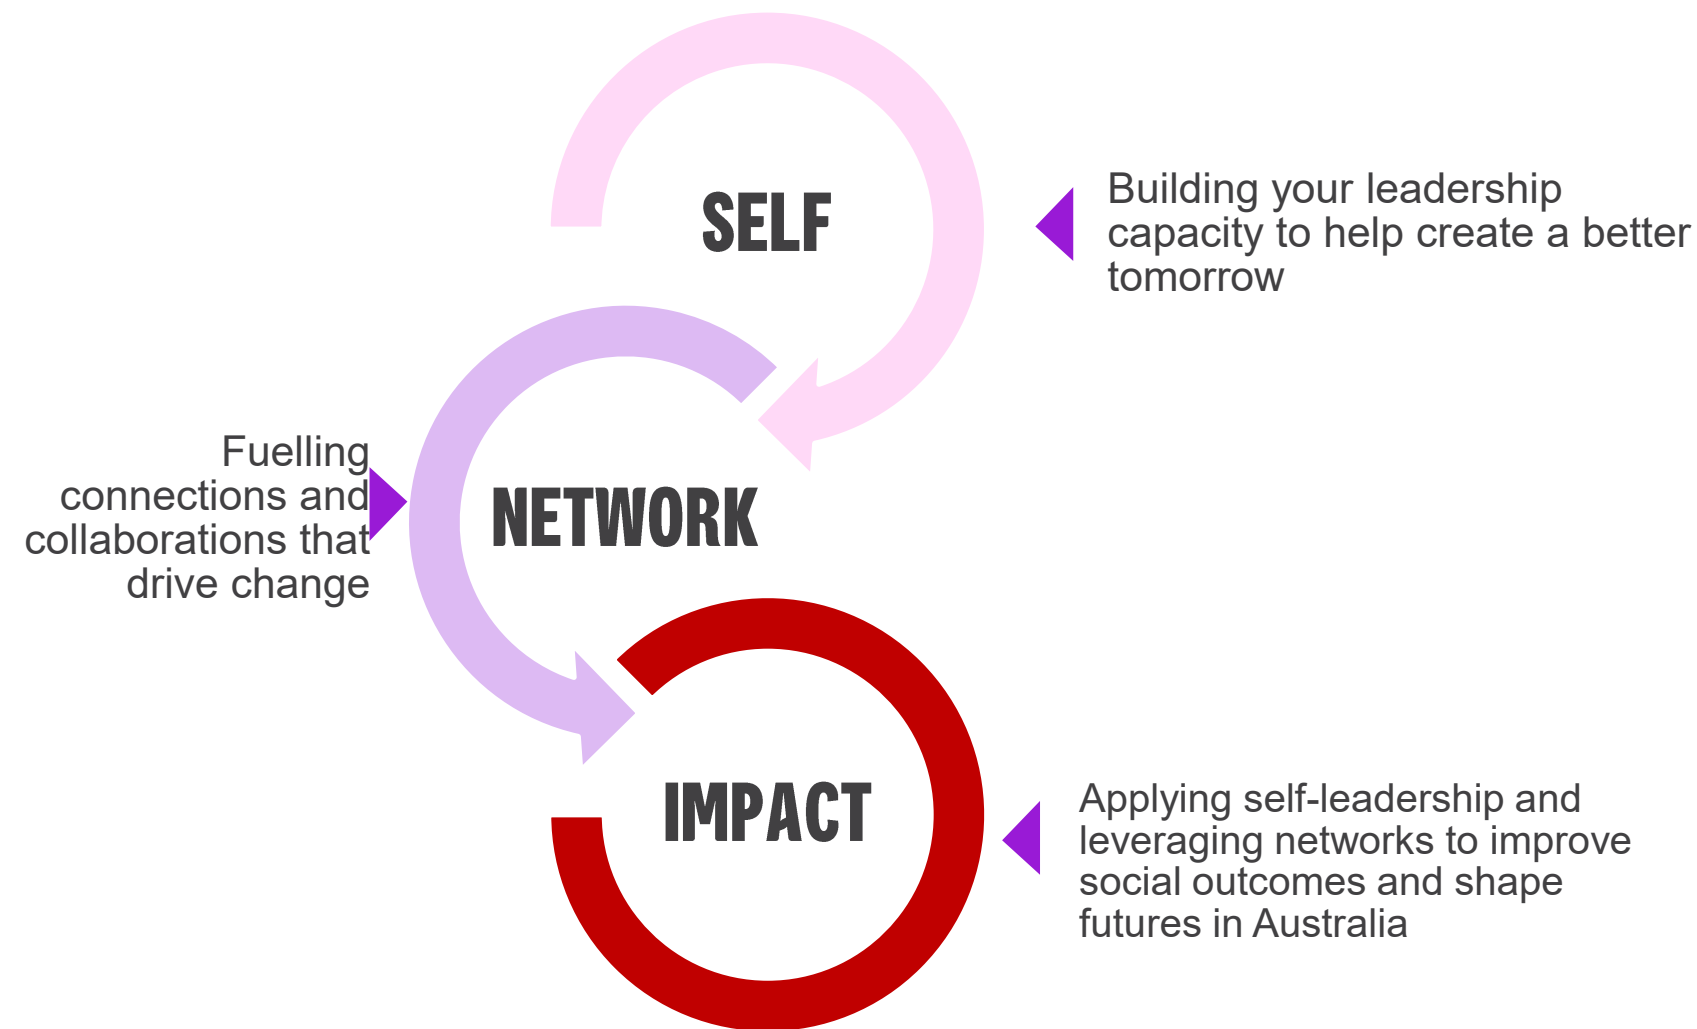 SELF
Building your leadership
capacity to help create a better
tomorrow
Fuelling
connections and
collaborations that
drive change
NETWORK
IMPACT
Applying self-leadership and
leveraging networks to improve
social outcomes and shape
futures in Australia